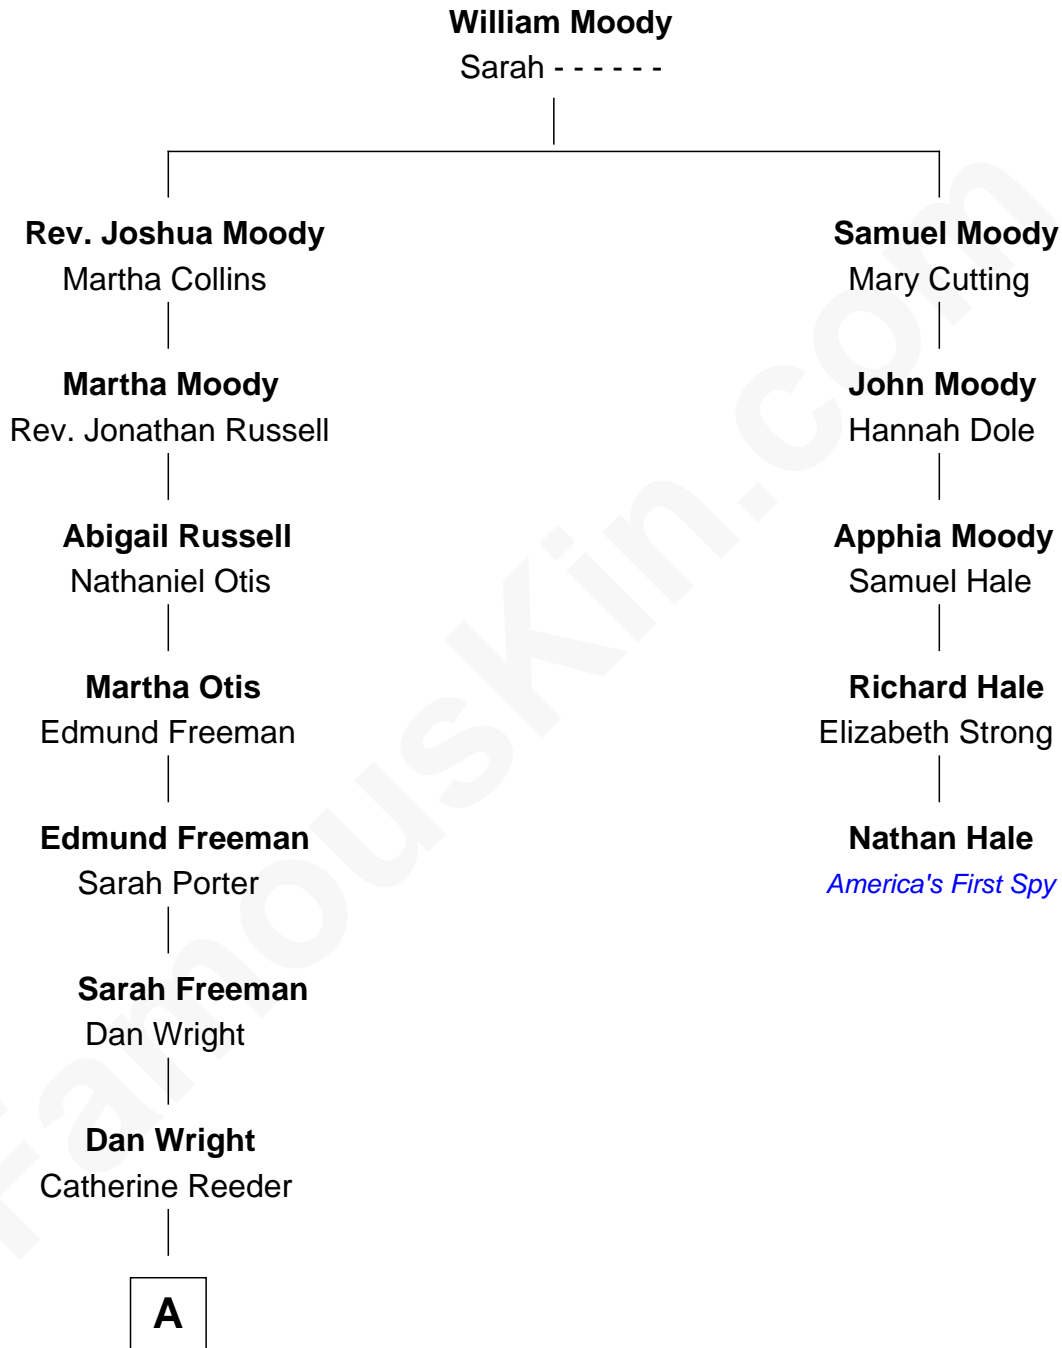 William Moody
Sarah - - - - - -
Rev. Joshua Moody
Martha Collins
Samuel Moody
Mary Cutting
Martha Moody
Rev. Jonathan Russell
John Moody
Hannah Dole
Abigail Russell
Nathaniel Otis
Apphia Moody
Samuel Hale
Martha Otis
Edmund Freeman
Richard Hale
Elizabeth Strong
Edmund Freeman
Sarah Porter
Nathan Hale
America's First Spy
Sarah Freeman
Dan Wright
Dan Wright
Catherine Reeder
A
FamousKin.com